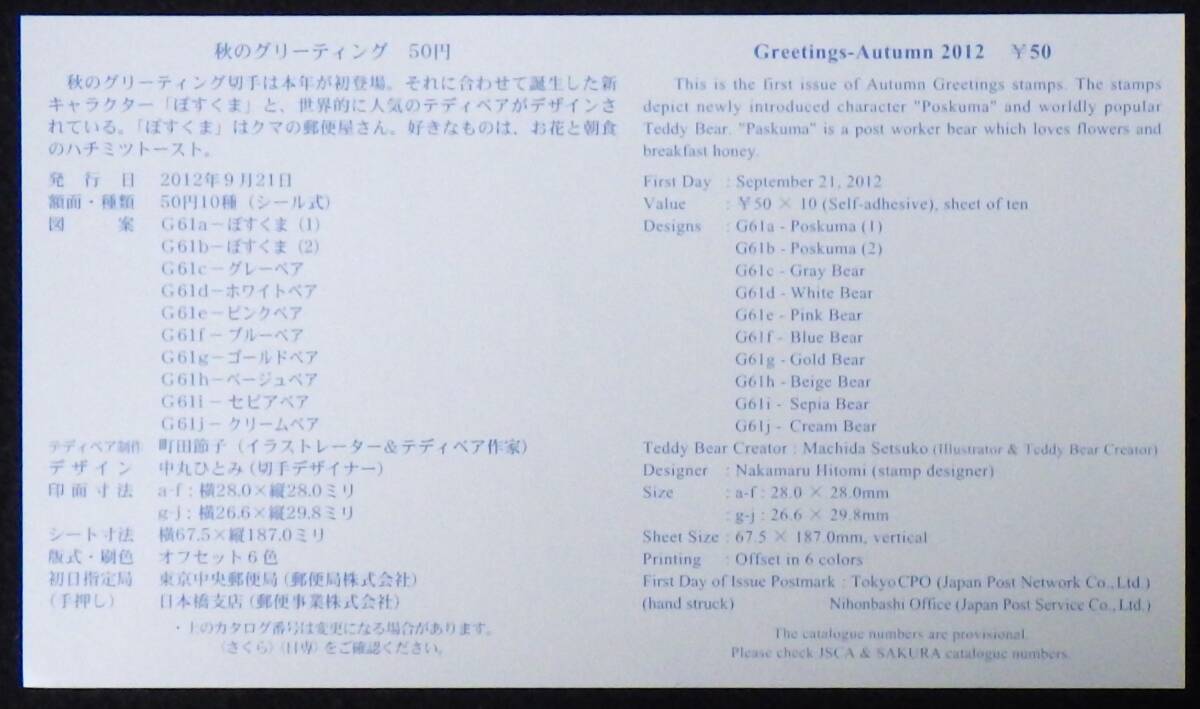 秋のグリーティング　50円
　秋のグリーティング切手は本年が初登場。それに合わせて誕生した新
キャラクター「ぽすくま」と、世界的に人気のテディベアがデザインさ
れている。「ぽすくま」はクマの郵便屋さん。好きなものは、お花と朝食
のハチミツトースト。
発行日　2012年9月21日
額面・種類　50円10種（シール式）
図案　G61a－ぽすくま（1）
G61b－ぽすくま（2）
G61c－グレーベア
G61d－ホワイトベア
G61e－ピンクベア
G61f－ブルーベア
G61g－ゴールドベア
G61h－ベージュベア
G61i－セピアベア
G61j－クリームベア
テディベア制作　町田節子（イラストレーター＆テディベア作家）
デザイン　中丸ひとみ（切手デザイナー）
印面寸法　a-f：横28.0×縦28.0ミリ
g-j：横26.6×縦29.8ミリ
シート寸法　横67.5×縦187.0ミリ
版式・刷色　オフセット6色
初日指定局　東京中央郵便局（郵便局株式会社）
（手押し）　日本橋支店（郵便事業株式会社）
・上のカタログ番号は変更になる場合があります。
〈さくら〉〈日専〉をご確認ください。
Greetings-Autumn 2012　￥50
This is the first issue of Autumn Greetings stamps. The stamps
depict newly introduced character "Poskuma" and worldly popular
Teddy Bear. "Paskuma" is a post worker bear which loves flowers and
breakfast honey.
First Day : September 21, 2012
Value : ￥50 × 10 (Self-adhesive), sheet of ten
Designs : G61a - Poskuma (1)
G61b - Poskuma (2)
G61c - Gray Bear
G61d - White Bear
G61e - Pink Bear
G61f - Blue Bear
G61g - Gold Bear
G61h - Beige Bear
G61i - Sepia Bear
G61j - Cream Bear
Teddy Bear Creator : Machida Setsuko (Illustrator & Teddy Bear Creator)
Designer : Nakamaru Hitomi (stamp designer)
Size : a-f : 28.0 × 28.0mm
: g-j : 26.6 × 29.8mm
Sheet Size : 67.5 × 187.0mm, vertical
Printing : Offset in 6 colors
First Day of Issue Postmark : Tokyo CPO (Japan Post Network Co., Ltd.)
(hand struck) Nihonbashi Office (Japan Post Service Co., Ltd.)
The catalogue numbers are provisional.
Please check JSCA & SAKURA catalogue numbers.